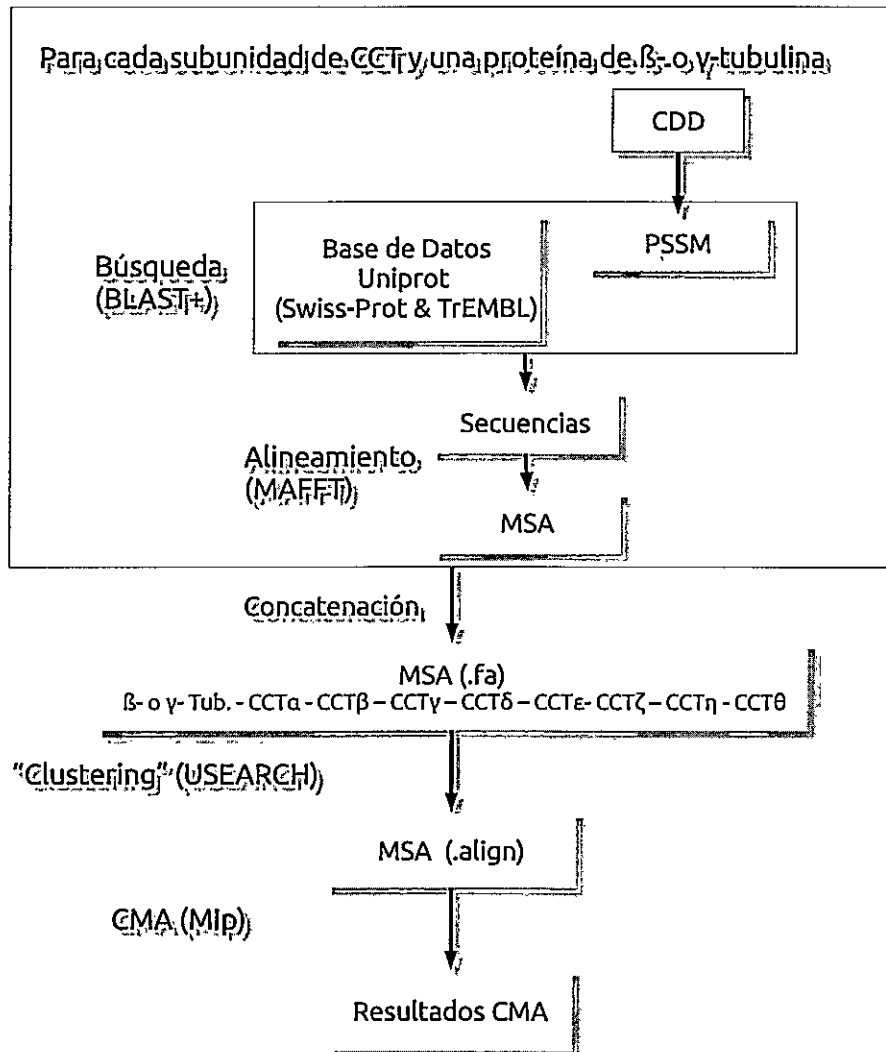 Para cada subunidad de CCT y una proteína de ß- o γ-tubulina
CDD
PSSM
Base de Datos
Uniprot
(Swiss-Prot & TrEMBL)
Búsqueda
(BLAST+)
Secuencias
Alineamiento
(MAFFT)
MSA
Concatenación
MSA (.fa)
ß- o γ- Tub. - CCTα - CCTβ – CCTγ – CCTδ – CCTε- CCTζ – CCTη - CCTθ
"Clustering" (USEARCH)
MSA (.align)
CMA (MIp)
Resultados CMA